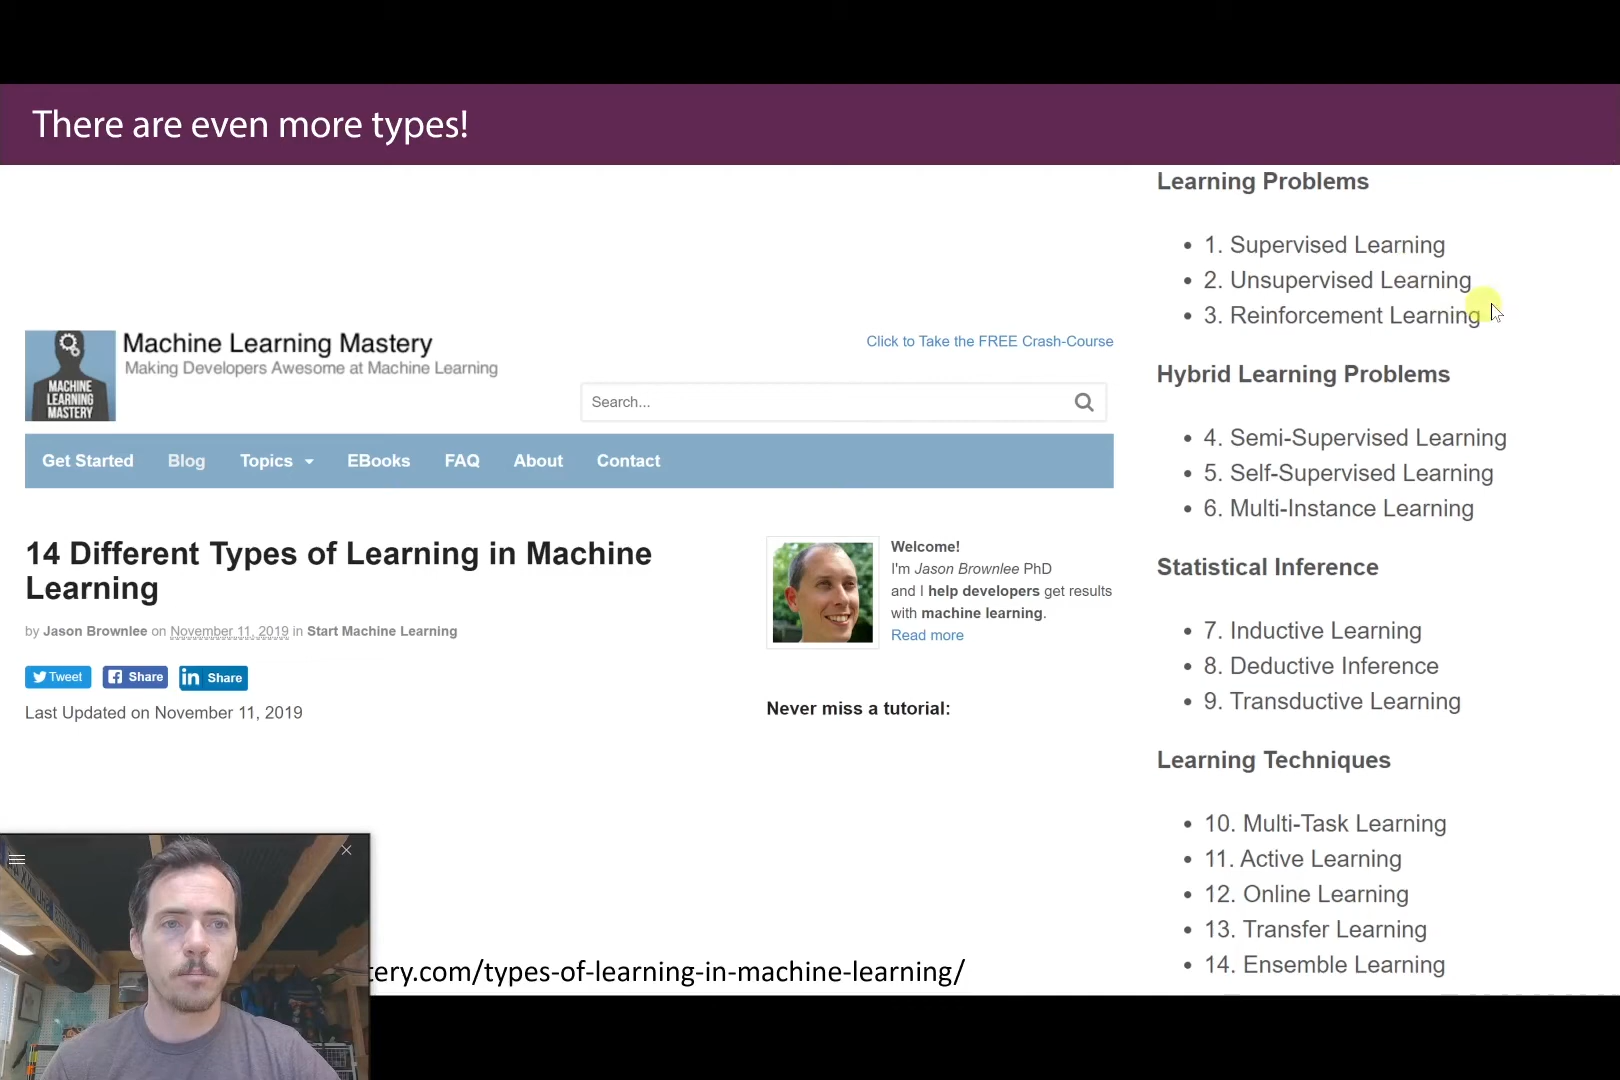 There are even more types!
Machine Learning Mastery
Making Developers Awesome at Machine Learning
Click to Take the FREE Crash-Course
Search...
MACHINE
LEARNING
MASTERY
Get Started Blog Topics EBooks FAQ About Contact
14 Different Types of Learning in Machine
Learning
by Jason Brownlee on November 11, 2019 in Start Machine Learning
Tweet Share in Share
Last Updated on November 11, 2019
Welcome!
I'm Jason Brownlee PhD
and I help developers get results
with machine learning.
Read more
Never miss a tutorial:
tery.com/types-of-learning-in-machine-learning/
Learning Problems
• 1. Supervised Learning
• 2. Unsupervised Learning
• 3. Reinforcement Learning
Hybrid Learning Problems
• 4. Semi-Supervised Learning
• 5. Self-Supervised Learning
• 6. Multi-Instance Learning
Statistical Inference
• 7. Inductive Learning
• 8. Deductive Inference
• 9. Transductive Learning
Learning Techniques
• 10. Multi-Task Learning
• 11. Active Learning
• 12. Online Learning
• 13. Transfer Learning
• 14. Ensemble Learning